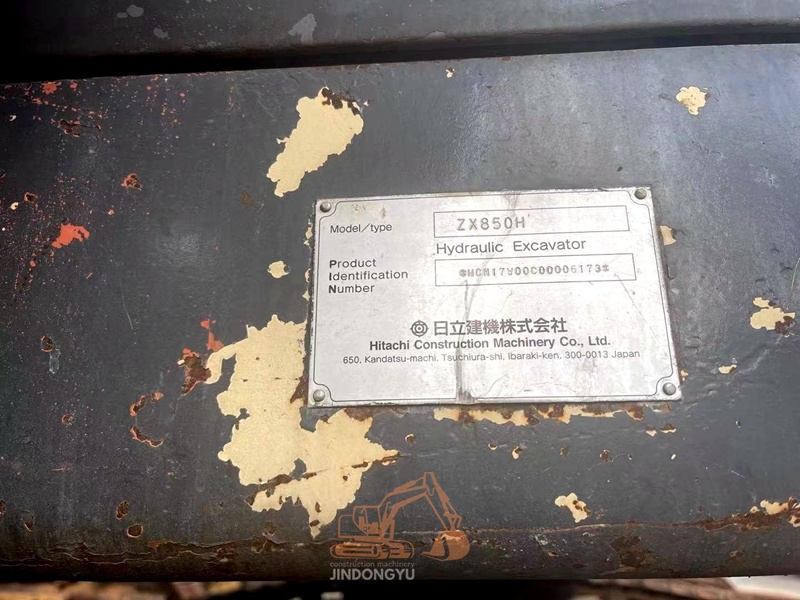 Model/type ZX850H
Hydraulic Excavator
Product
Identification
Number
*HCM17W00C00006173*
日立建機株式会社
Hitachi Construction Machinery Co., Ltd.
650, Kandatsu-machi, Tsuchiura-shi, Ibaraki-ken, 300-0013 Japan
construction machinery
JINDONGYU